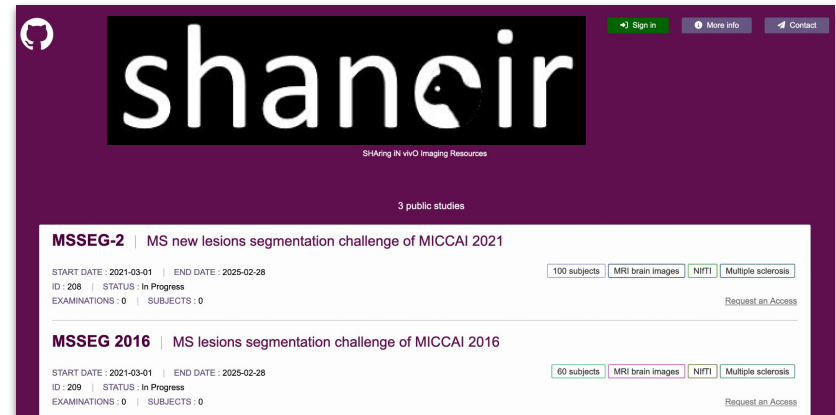 shanoir
Sign in
More info
Contact
SHAring iN vivO Imaging Resources
3 public studies
MSSEG-2 | MS new lesions segmentation challenge of MICCAI 2021
START DATE : 2021-03-01 | END DATE : 2025-02-28
100 subjects MRI brain images NIfTI Multiple sclerosis
ID : 208 | STATUS : In Progress
EXAMINATIONS : 0 | SUBJECTS : 0
Request an Access
MSSEG 2016 | MS lesions segmentation challenge of MICCAI 2016
START DATE : 2021-03-01 | END DATE : 2025-02-28
60 subjects MRI brain images NIfTI Multiple sclerosis
ID : 209 | STATUS : In Progress
EXAMINATIONS : 0 | SUBJECTS : 0
Request an Access